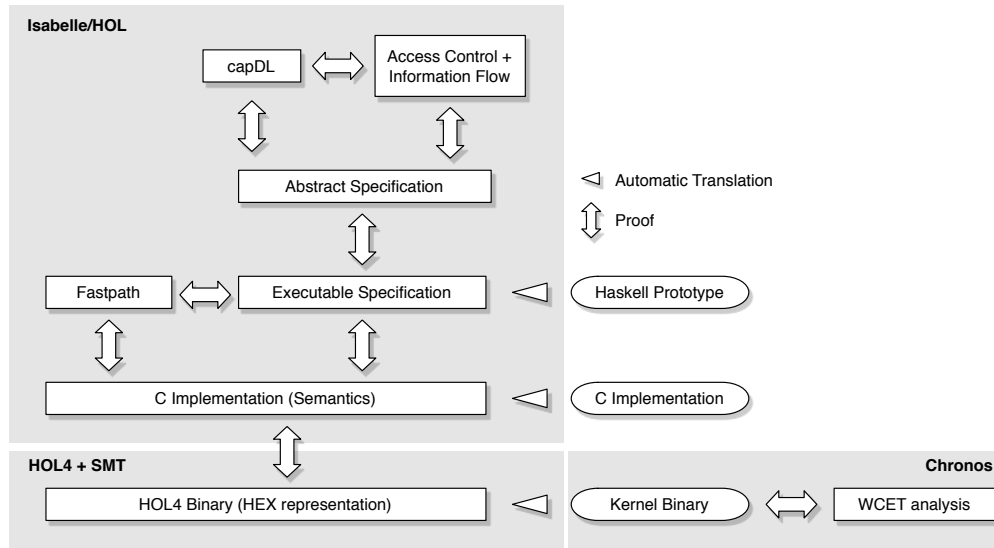 Isabelle/HOL
capDL
Access Control +
Information Flow
Abstract Specification
Automatic Translation
Proof
Fastpath
Executable Specification
Haskell Prototype
C Implementation (Semantics)
C Implementation
HOL4 + SMT
Chronos
HOL4 Binary (HEX representation)
Kernel Binary
WCET analysis